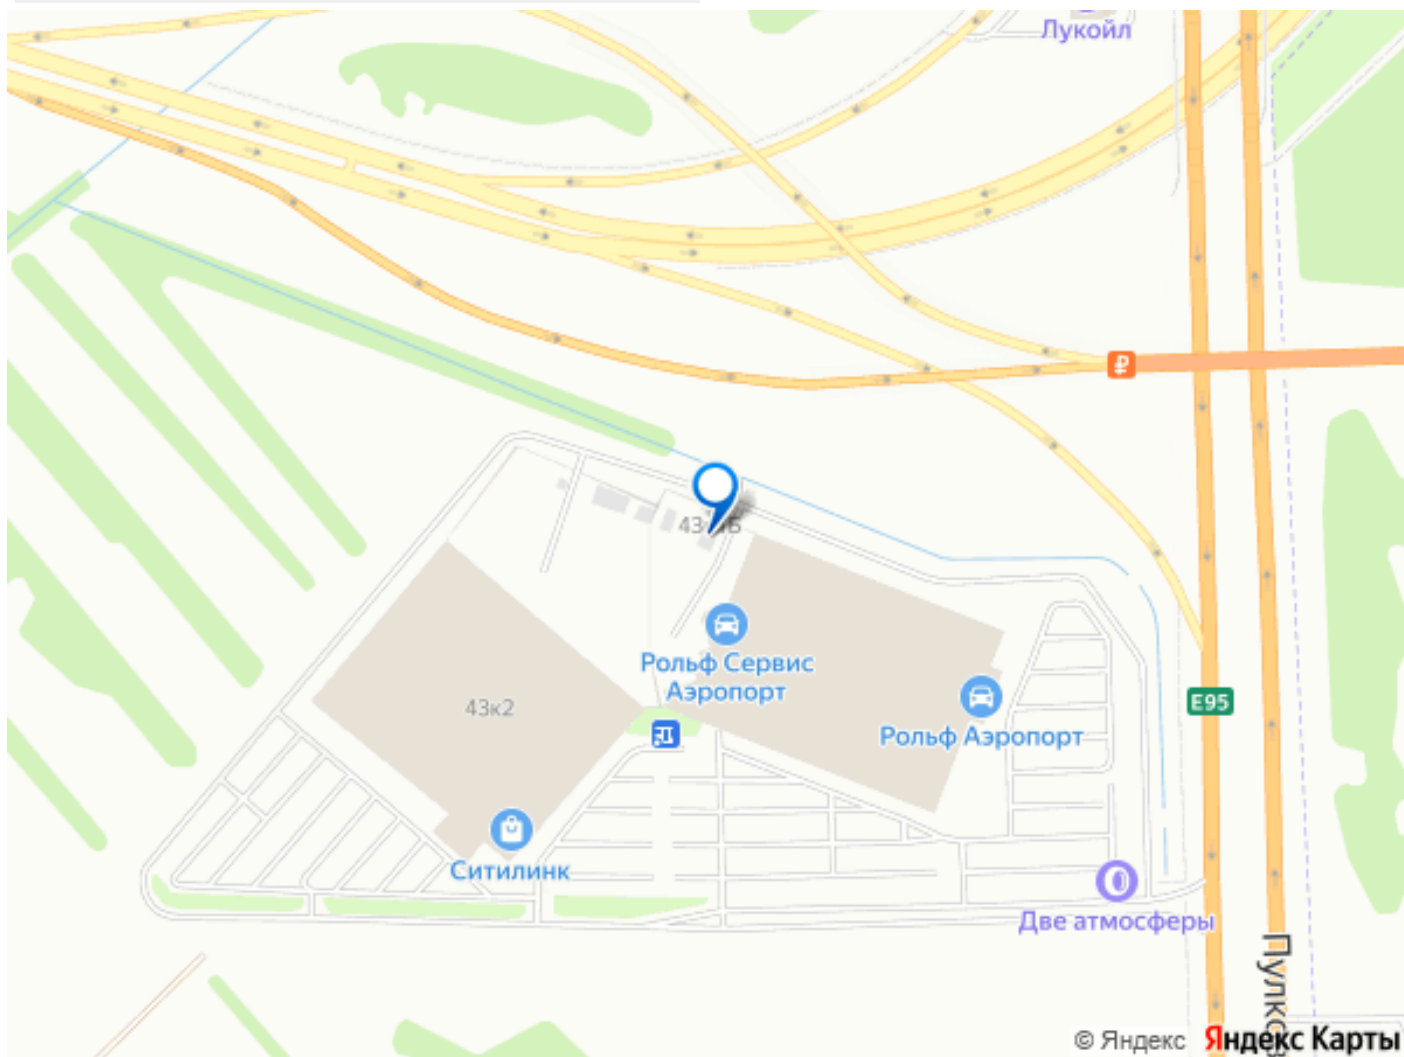 Лукойл
₽
Рольф Сервис
Аэропорт
43к2
E95
Рольф Аэропорт
Ситилинк
Две атмосферы
© Яндекс Яндекс Карты